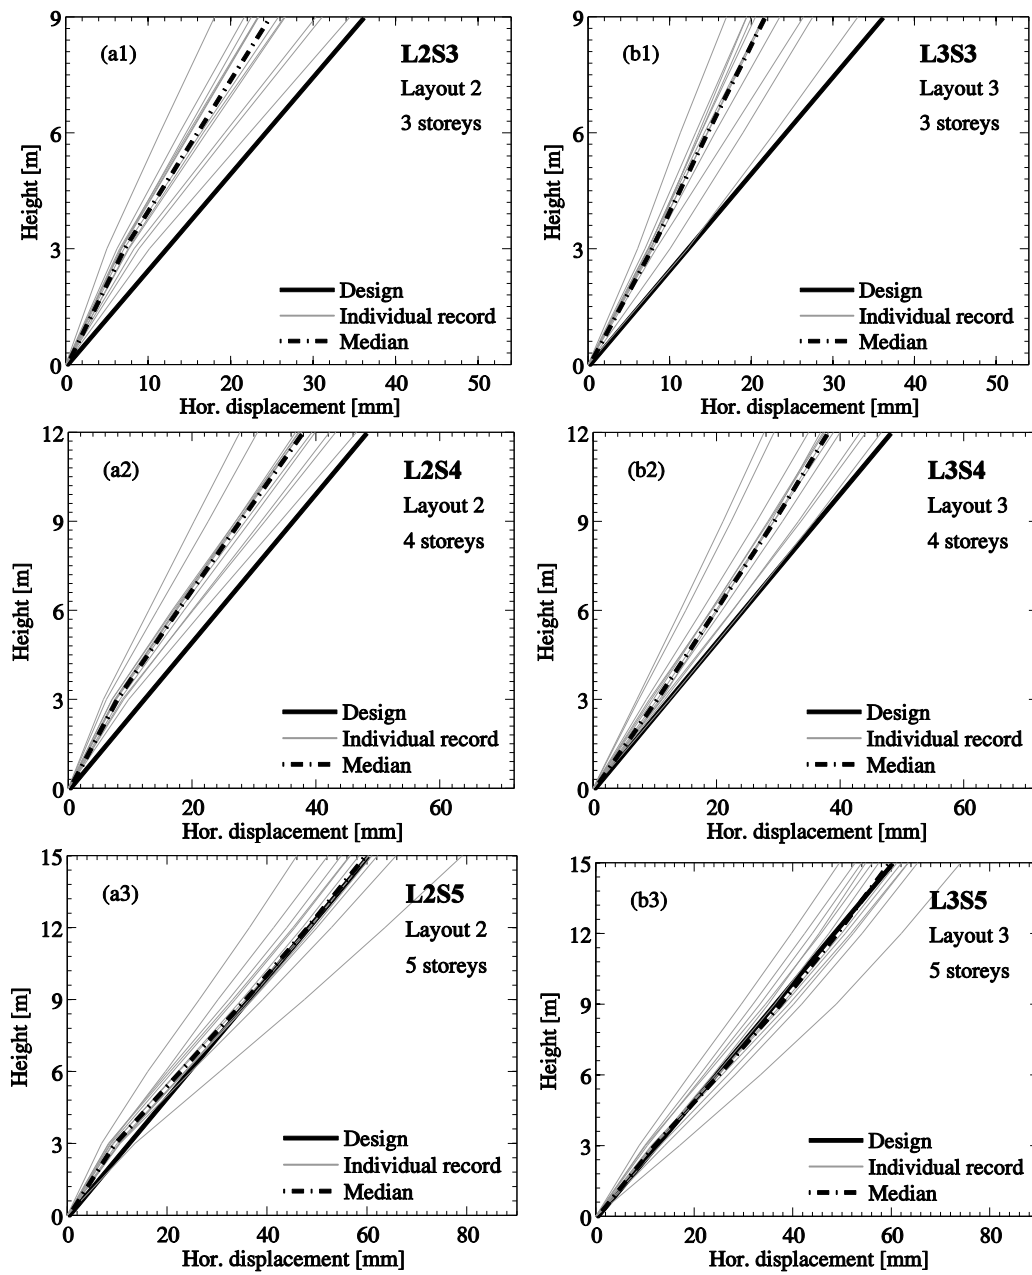 9
(a1)
L2S3
Layout 2
3 storeys
6
Height [m]
3
Design
Individual record
Median
0
0 10 20 30 40 50
Hor. displacement [mm]
9
(b1)
L3S3
Layout 3
3 storeys
6
Height [m]
3
Design
Individual record
Median
0
0 10 20 30 40 50
Hor. displacement [mm]
12
(a2)
L2S4
Layout 2
4 storeys
9
6
Height [m]
3
Design
Individual record
Median
0
0 20 40 60
Hor. displacement [mm]
12
(b2)
L3S4
Layout 3
4 storeys
9
6
Height [m]
3
Design
Individual record
Median
0
0 20 40 60
Hor. displacement [mm]
15
(a3)
L2S5
Layout 2
5 storeys
12
9
Height [m]
6
3
Design
Individual record
Median
0
0 20 40 60 80
Hor. displacement [mm]
15
(b3)
L3S5
Layout 3
5 storeys
12
9
Height [m]
6
3
Design
Individual record
Median
0
0 20 40 60 80
Hor. displacement [mm]